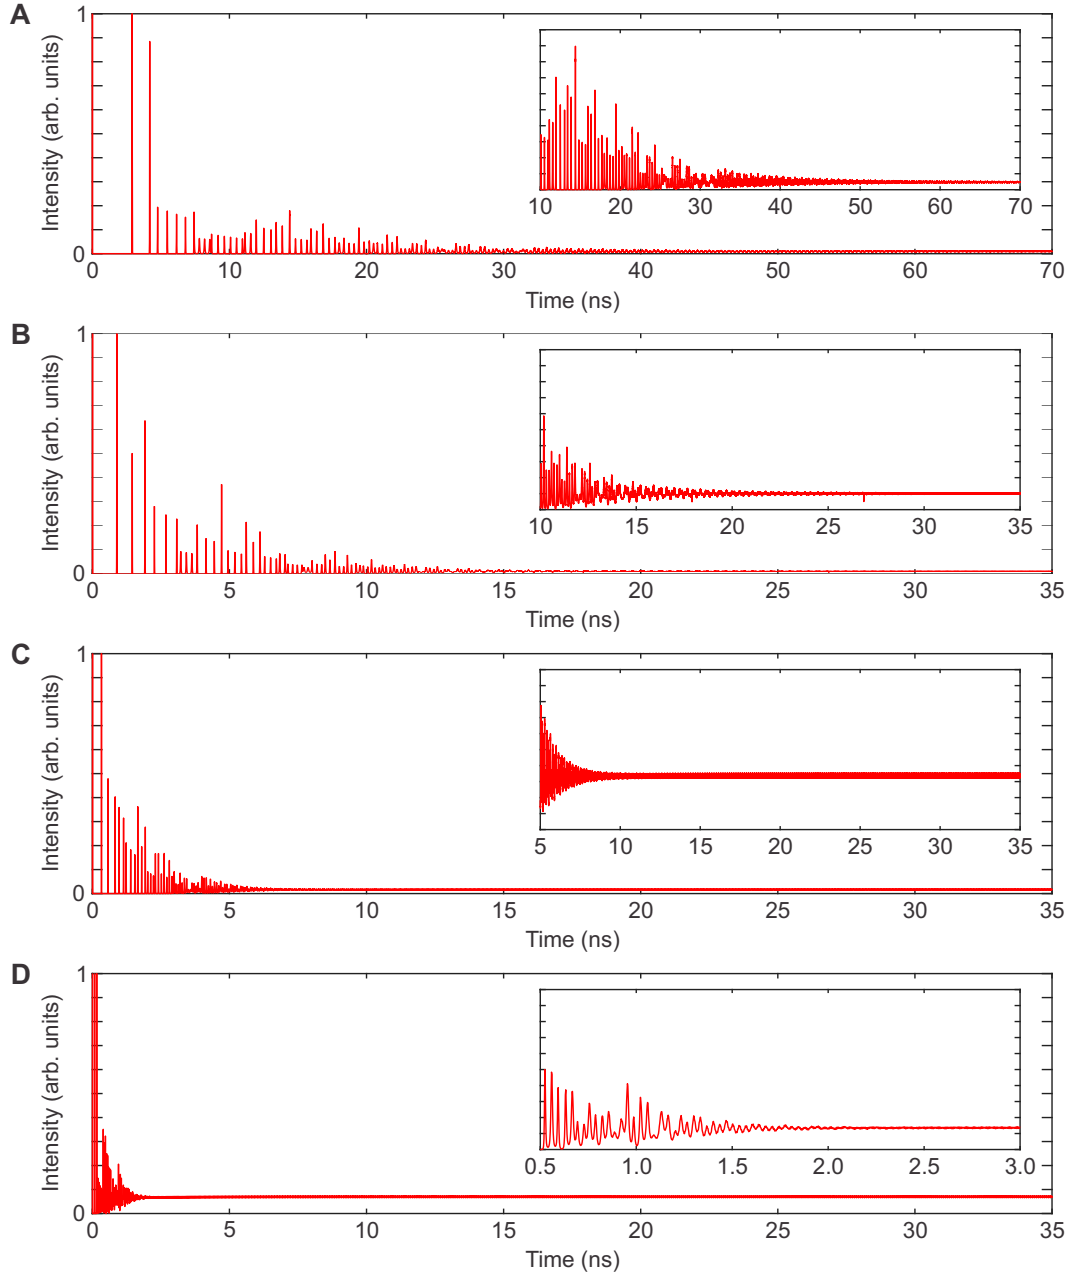 A
Intensity (arb. units)
1
0
0 10 20 30 40 50 60 70
Time (ns)
10 20 30 40 50 60 70
B
Intensity (arb. units)
1
0
0 5 10 15 20 25 30 35
Time (ns)
10 15 20 25 30 35
C
Intensity (arb. units)
1
0
0 5 10 15 20 25 30 35
Time (ns)
5 10 15 20 25 30 35
D
Intensity (arb. units)
1
0
0 5 10 15 20 25 30 35
Time (ns)
0.5 1.0 1.5 2.0 2.5 3.0